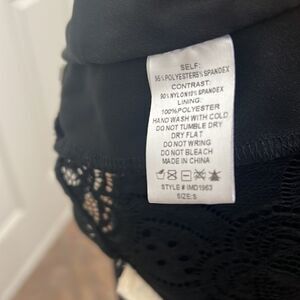 SELF:
95%POLYESTER5%SPANDEX
CONTRAST:
90%NYLON10%SPANDEX
LINING:
100%POLYESTER
HAND WASH WITH COLD
DO NOT TUMBLE DRY
DRY FLAT
DO NOT WRING
DO NOT BLEACH
MADE IN CHINA
STYLE # IMD1963
SIZE:S